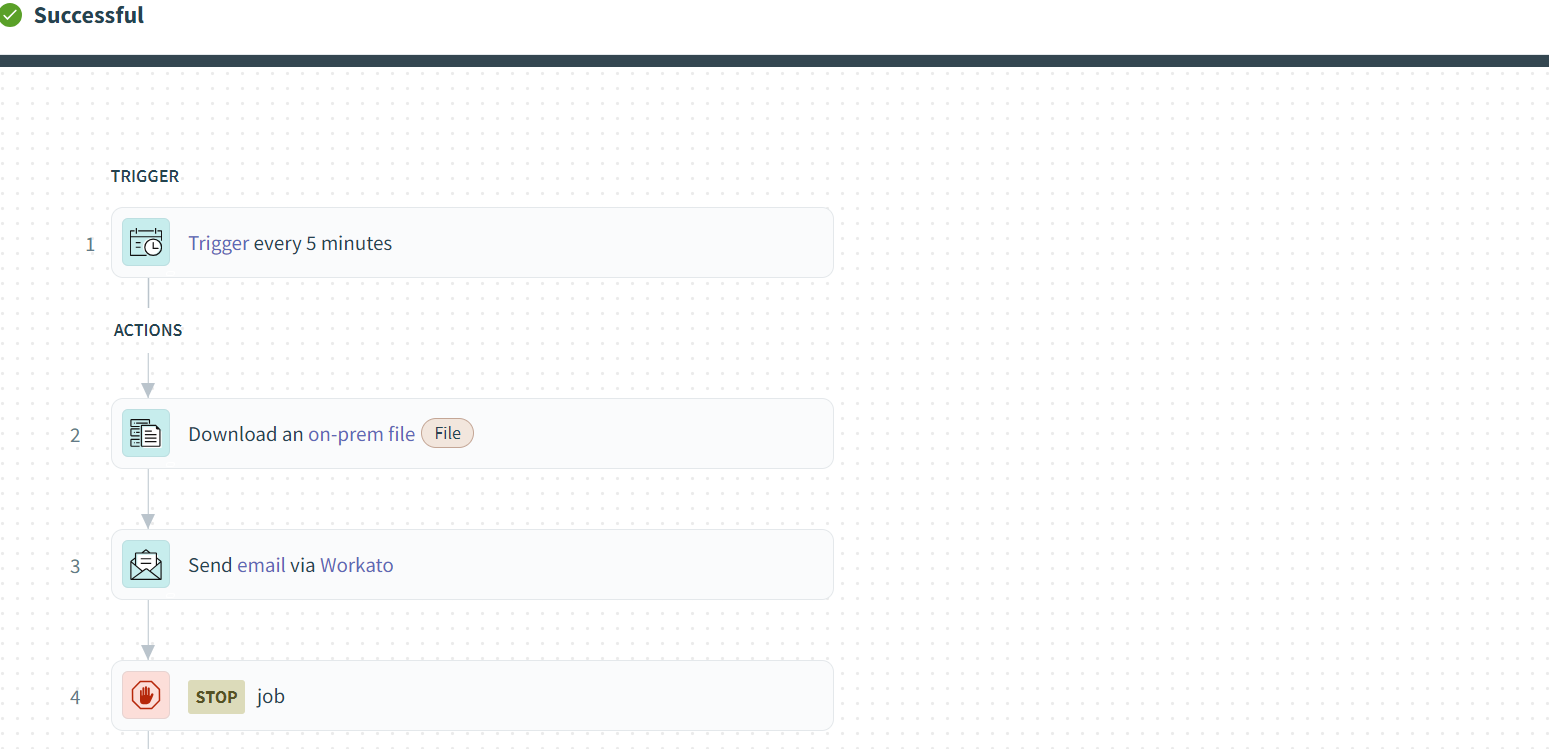 Successful
TRIGGER
1
Trigger every 5 minutes
ACTIONS
2
Download an on-prem file File
3
Send email via Workato
4
STOP job